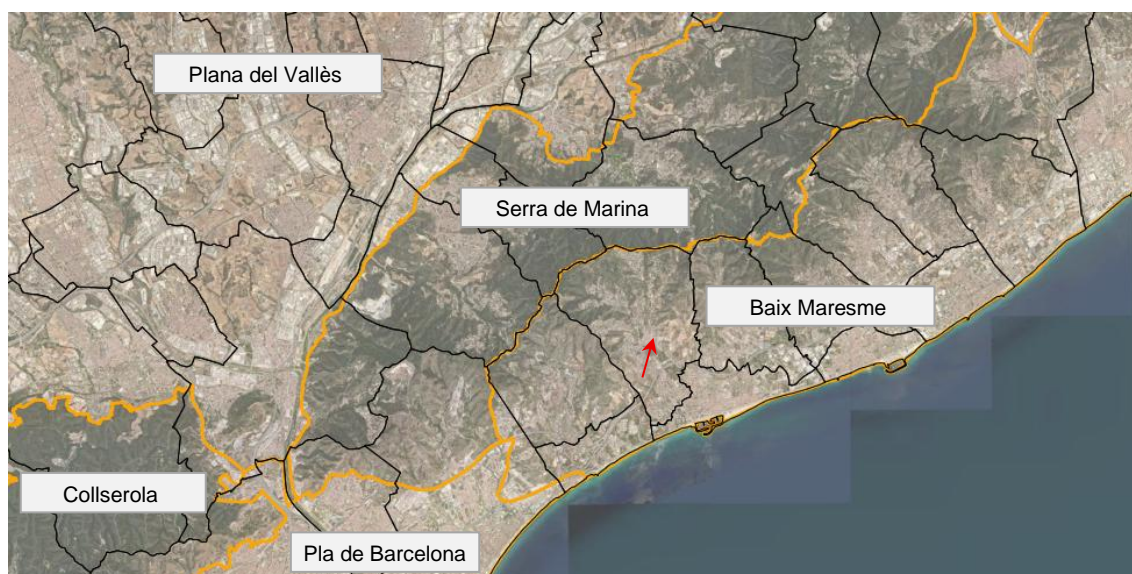 Plana del Vallès
Serra de Marina
Baix Maresme
Collserola
Pla de Barcelona